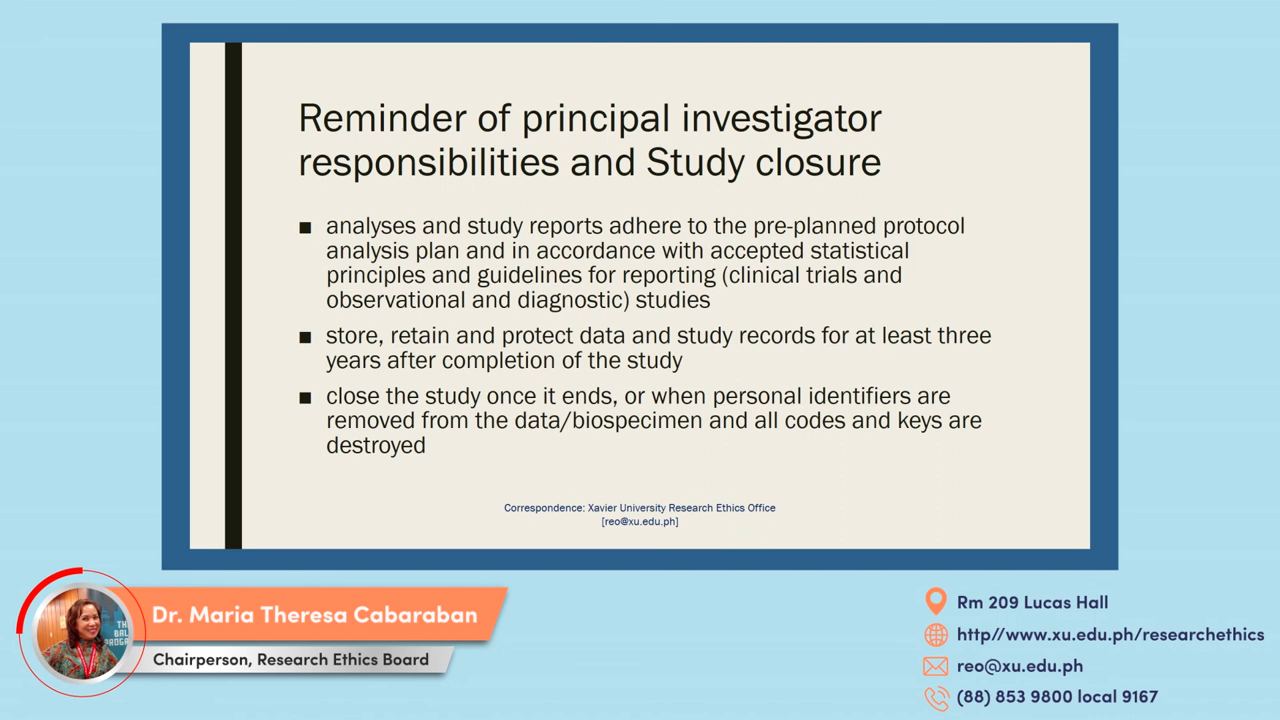 Reminder of principal investigator
responsibilities and Study closure
analyses and study reports adhere to the pre-planned protocol
analysis plan and in accordance with accepted statistical
principles and guidelines for reporting (clinical trials and
observational and diagnostic) studies
store, retain and protect data and study records for at least three
years after completion of the study
close the study once it ends, or when personal identifiers are
removed from the data/biospecimen and all codes and keys are
destroyed
Correspondence: Xavier University Research Ethics Office
[reo@xu.edu.ph]
Dr. Maria Theresa Cabaraban
Chairperson, Research Ethics Board
Rm 209 Lucas Hall
http//www.xu.edu.ph/researchethics
reo@xu.edu.ph
(88) 853 9800 local 9167